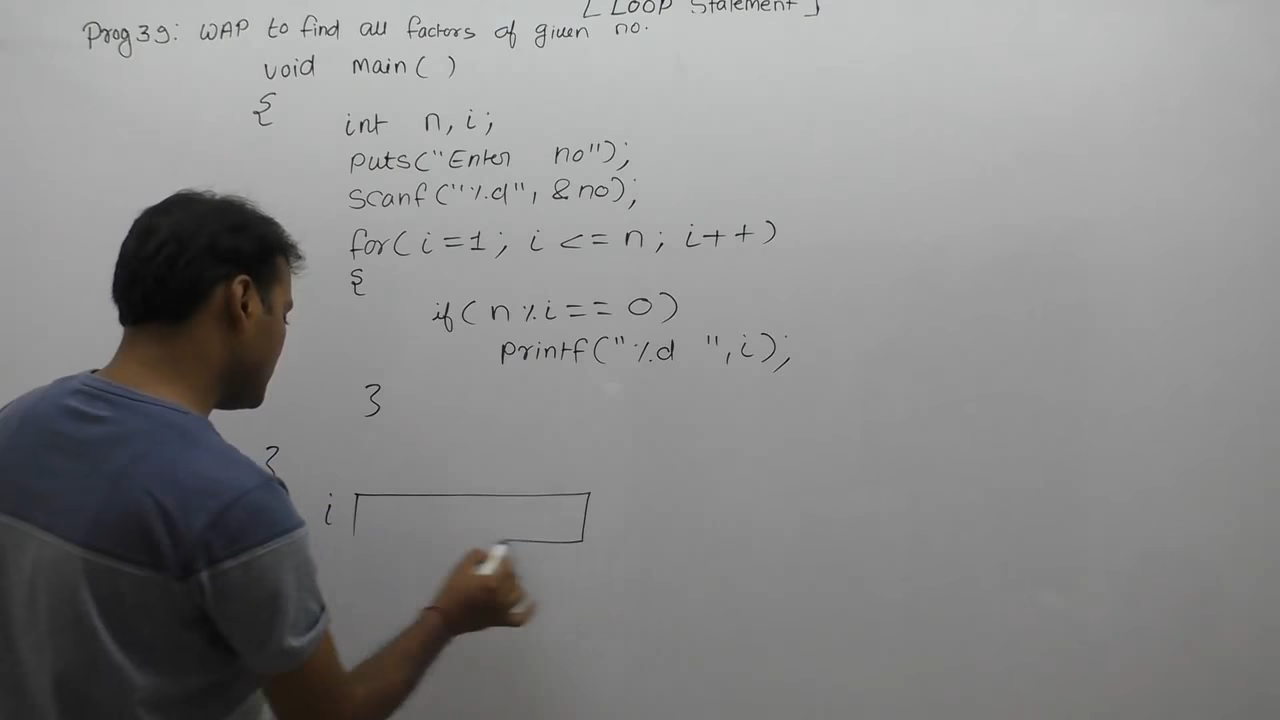 [ LOOP Statement ]
Prog 39: WAP to find all factors of given no.
void main( )
{
int n, i;
puts("Enter no");
scanf("%d", &no);
for( i=1; i <= n; i++)
{
if( n % i == 0)
printf("%d ", i);
}
}
i